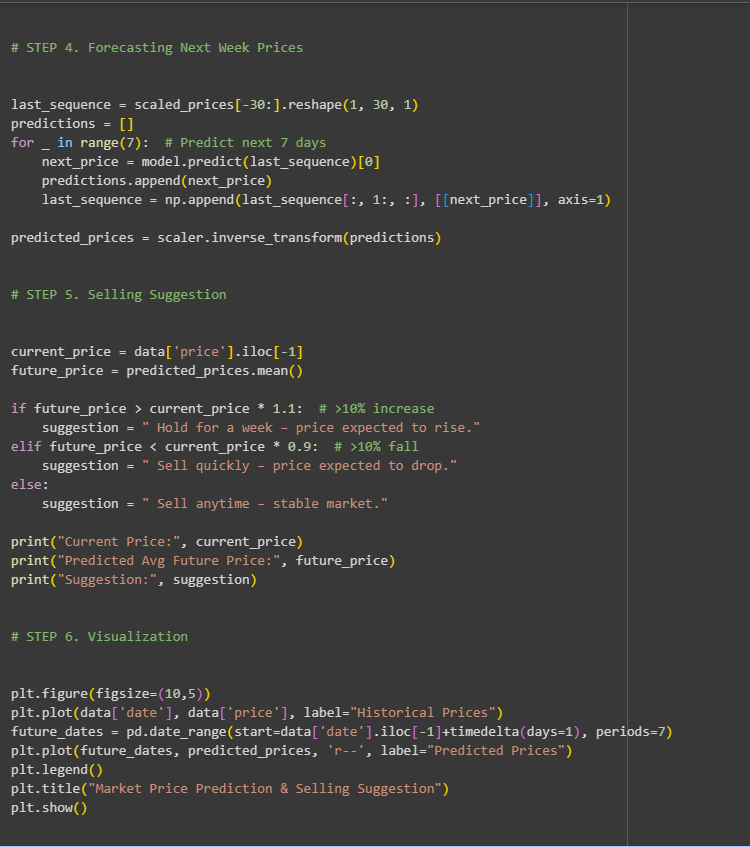 # STEP 4. Forecasting Next Week Prices
last_sequence = scaled_prices[-30:].reshape(1, 30, 1)
predictions = []
for _ in range(7):  # Predict next 7 days
    next_price = model.predict(last_sequence)[0]
    predictions.append(next_price)
    last_sequence = np.append(last_sequence[:, 1:, :], [[next_price]], axis=1)
predicted_prices = scaler.inverse_transform(predictions)
# STEP 5. Selling Suggestion
current_price = data['price'].iloc[-1]
future_price = predicted_prices.mean()
if future_price > current_price * 1.1:  # >10% increase
    suggestion = " Hold for a week – price expected to rise."
elif future_price < current_price * 0.9:  # >10% fall
    suggestion = " Sell quickly – price expected to drop."
else:
    suggestion = " Sell anytime – stable market."
print("Current Price:", current_price)
print("Predicted Avg Future Price:", future_price)
print("Suggestion:", suggestion)
# STEP 6. Visualization
plt.figure(figsize=(10,5))
plt.plot(data['date'], data['price'], label="Historical Prices")
future_dates = pd.date_range(start=data['date'].iloc[-1]+timedelta(days=1), periods=7)
plt.plot(future_dates, predicted_prices, 'r--', label="Predicted Prices")
plt.legend()
plt.title("Market Price Prediction & Selling Suggestion")
plt.show()